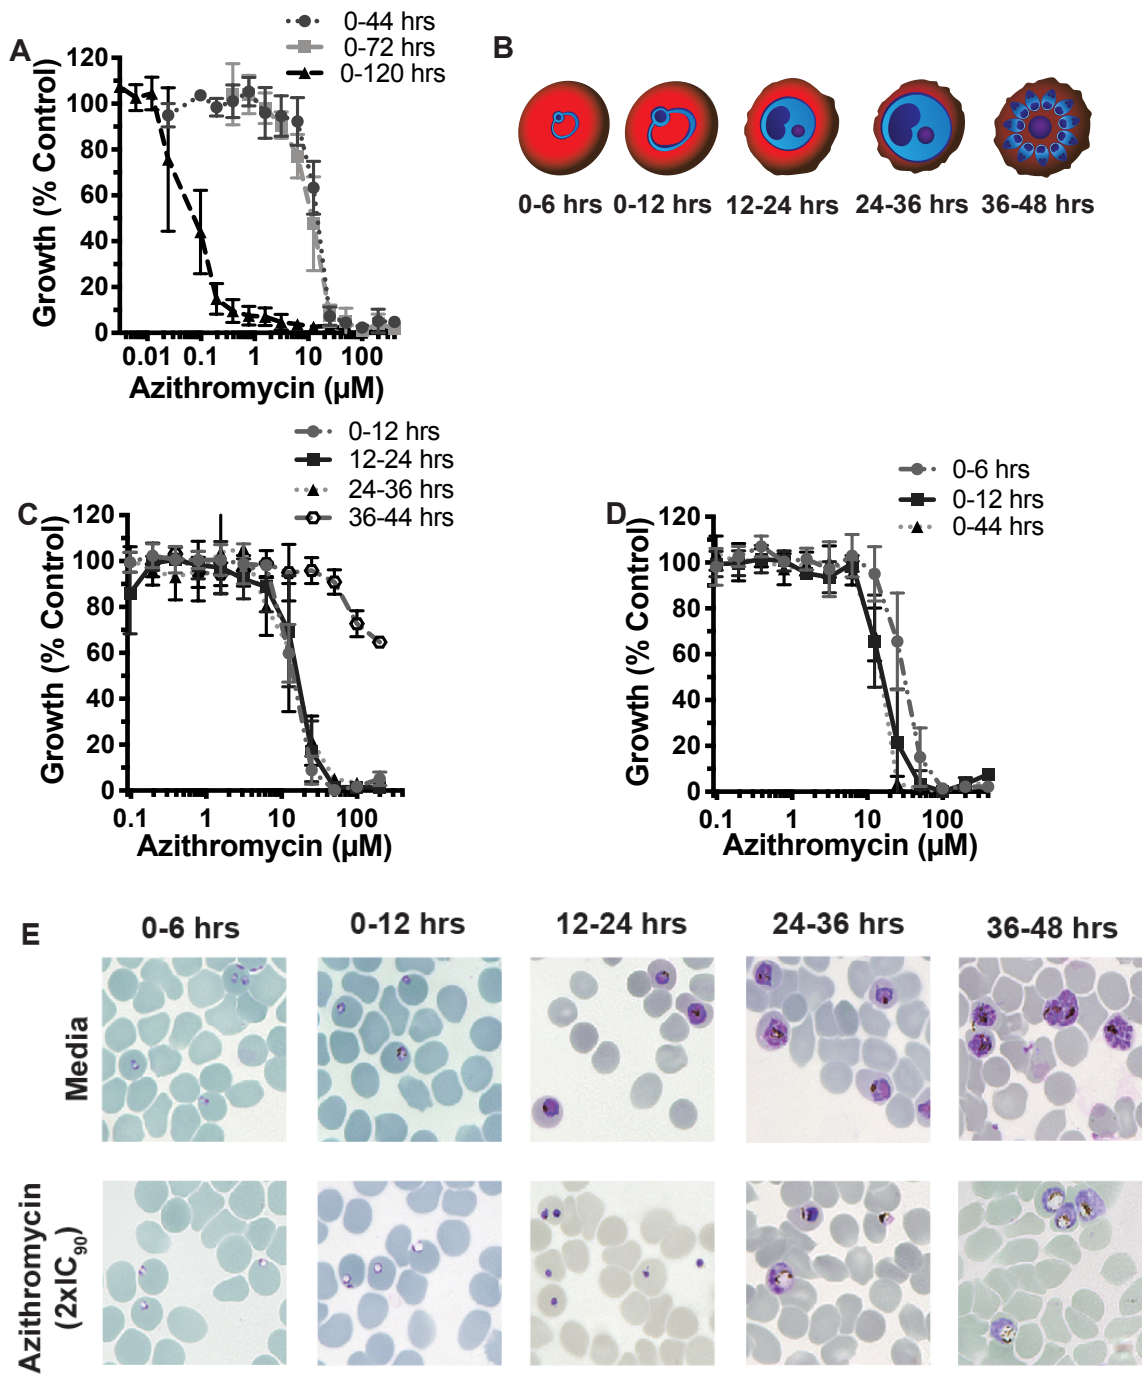 A
0-44 hrs
0-72 hrs
0-120 hrs
120
100
80
60
40
20
0
Growth (% Control)
0.01 0.1 1 10 100
Azithromycin (µM)
B
0-6 hrs 0-12 hrs 12-24 hrs 24-36 hrs 36-48 hrs
C
0-12 hrs
12-24 hrs
24-36 hrs
36-44 hrs
120
100
80
60
40
20
0
Growth (% Control)
0.1 1 10 100
Azithromycin (µM)
D
0-6 hrs
0-12 hrs
0-44 hrs
120
100
80
60
40
20
0
Growth (% Control)
0.1 1 10 100
Azithromycin (µM)
E
0-6 hrs 0-12 hrs 12-24 hrs 24-36 hrs 36-48 hrs
Media
Azithromycin
(2xIC90)